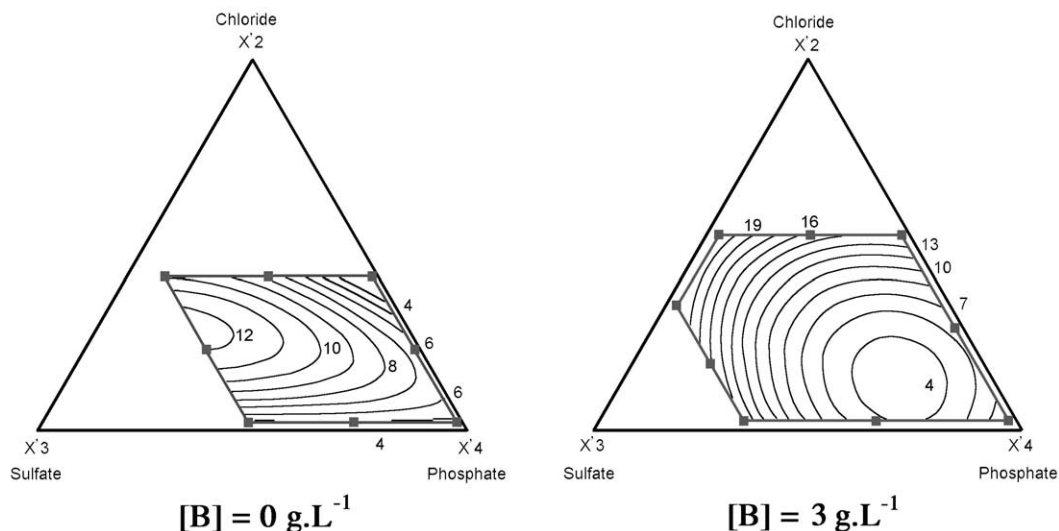 Chloride
X'2
12
10
8
4
6
6
4
X'3
X'4
Sulfate
Phosphate
[B] = 0 g.L⁻¹
Chloride
X'2
19
16
13
10
7
4
X'3
X'4
Sulfate
Phosphate
[B] = 3 g.L⁻¹